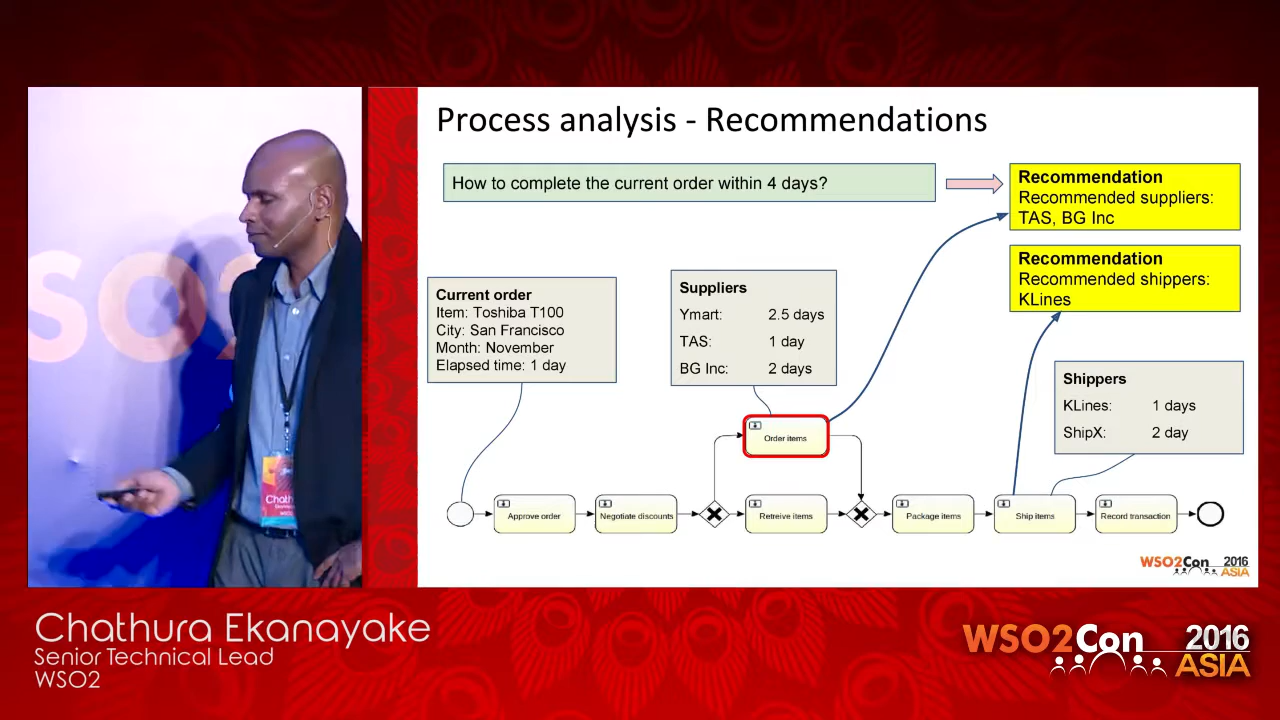 Process analysis - Recommendations
How to complete the current order within 4 days?
Recommendation
Recommended suppliers:
TAS, BG Inc
Recommendation
Recommended shippers:
KLines
Current order
Item: Toshiba T100
City: San Francisco
Month: November
Elapsed time: 1 day
Suppliers
Ymart: 2.5 days
TAS: 1 day
BG Inc: 2 days
Shippers
KLines: 1 days
ShipX: 2 day
Order items
Approve order
Negotiate discounts
Retreive items
Package items
Ship items
Record transaction
WSO2Con 2016
ASIA
WSO2
Chath
Chathura Ekanayake
Senior Technical Lead
WSO2
WSO2Con 2016
ASIA